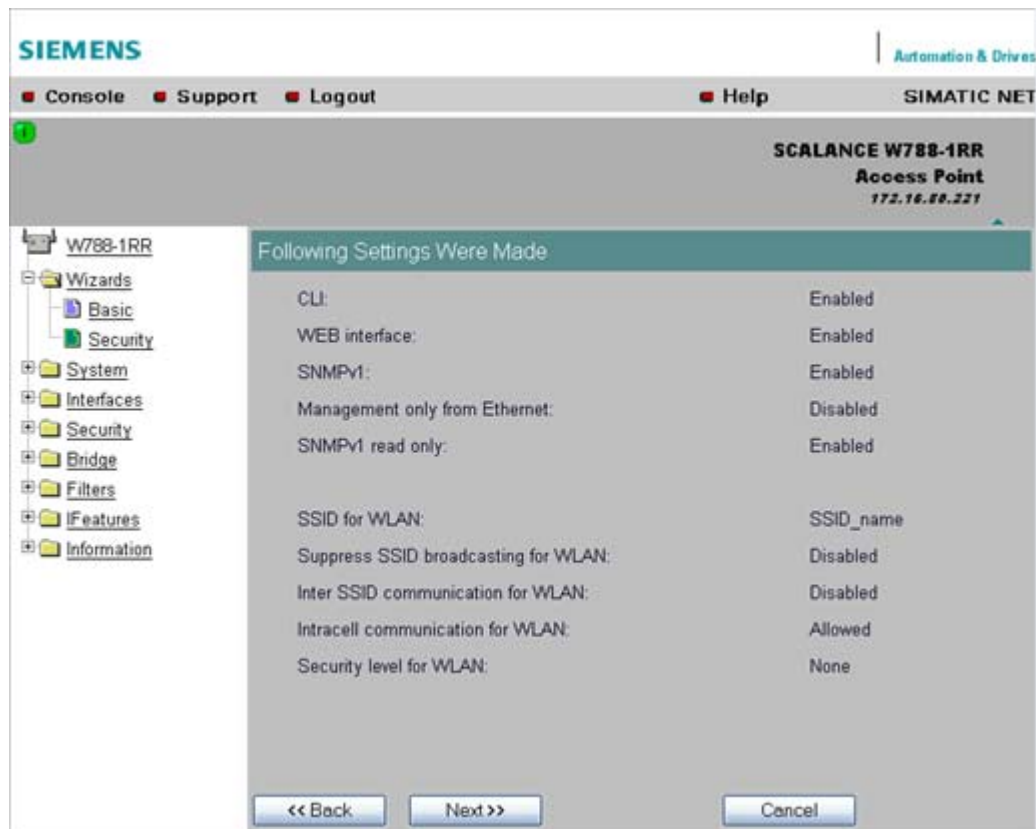 SIEMENS
Automation & Drives
Console Support Logout Help SIMATIC NET
SCALANCE W788-1RR
Access Point
172.16.88.221
W788-1RR
Wizards
Basic
Security
System
Interfaces
Security
Bridge
Filters
IFeatures
Information
Following Settings Were Made
CLI: Enabled
WEB interface: Enabled
SNMPv1: Enabled
Management only from Ethernet: Disabled
SNMPv1 read only: Enabled
SSID for WLAN: SSID_name
Suppress SSID broadcasting for WLAN: Disabled
Inter SSID communication for WLAN: Disabled
Intracell communication for WLAN: Allowed
Security level for WLAN: None
<< Back Next >> Cancel